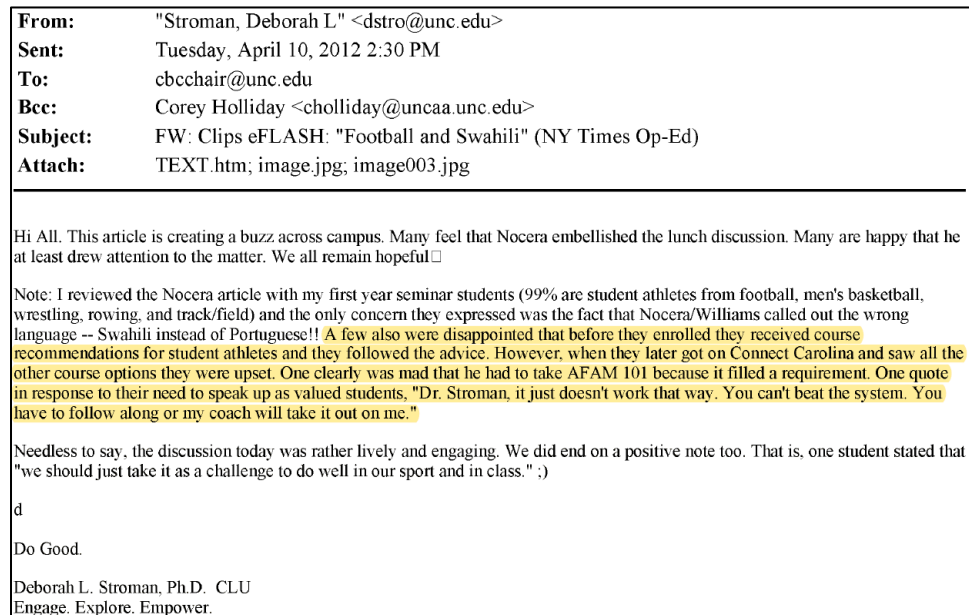 From: "Stroman, Deborah L" <dstro@unc.edu>
Sent: Tuesday, April 10, 2012 2:30 PM
To: cbcchair@unc.edu
Bcc: Corey Holliday <cholliday@uncaa.unc.edu>
Subject: FW: Clips eFLASH: "Football and Swahili" (NY Times Op-Ed)
Attach: TEXT.htm; image.jpg; image003.jpg
Hi All. This article is creating a buzz across campus. Many feel that Nocera embellished the lunch discussion. Many are happy that he
at least drew attention to the matter. We all remain hopeful□
Note: I reviewed the Nocera article with my first year seminar students (99% are student athletes from football, men's basketball,
wrestling, rowing, and track/field) and the only concern they expressed was the fact that Nocera/Williams called out the wrong
language -- Swahili instead of Portuguese!! A few also were disappointed that before they enrolled they received course
recommendations for student athletes and they followed the advice. However, when they later got on Connect Carolina and saw all the
other course options they were upset. One clearly was mad that he had to take AFAM 101 because it filled a requirement. One quote
in response to their need to speak up as valued students, "Dr. Stroman, it just doesn't work that way. You can't beat the system. You
have to follow along or my coach will take it out on me."
Needless to say, the discussion today was rather lively and engaging. We did end on a positive note too. That is, one student stated that
"we should just take it as a challenge to do well in our sport and in class." ;)
d
Do Good.
Deborah L. Stroman, Ph.D. CLU
Engage. Explore. Empower.